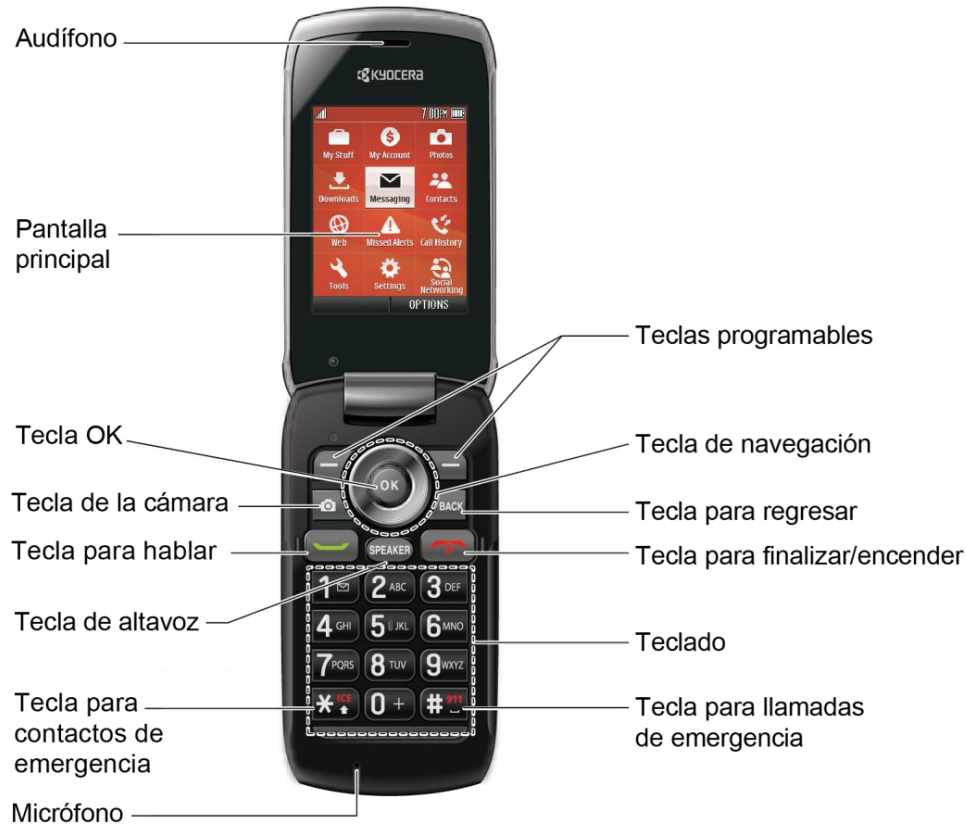 Audífono
KYOCERA
7:00PM
My Stuff
My Account
Photos
Downloads
Messaging
Contacts
Web
Missed Alerts
Call History
Tools
Settings
Social
Networking
OPTIONS
Pantalla
principal
Teclas programables
Tecla OK
Tecla de navegación
OK
Tecla de la cámara
BACK
Tecla para regresar
Tecla para hablar
SPEAKER
Tecla para finalizar/encender
1
2 ABC
3 DEF
Tecla de altavoz
4 GHI
5 JKL
6 MNO
Teclado
7 PQRS
8 TUV
9 WXYZ
Tecla para
contactos de
emergencia
* ICE
0 +
# 911
Tecla para llamadas
de emergencia
Micrófono